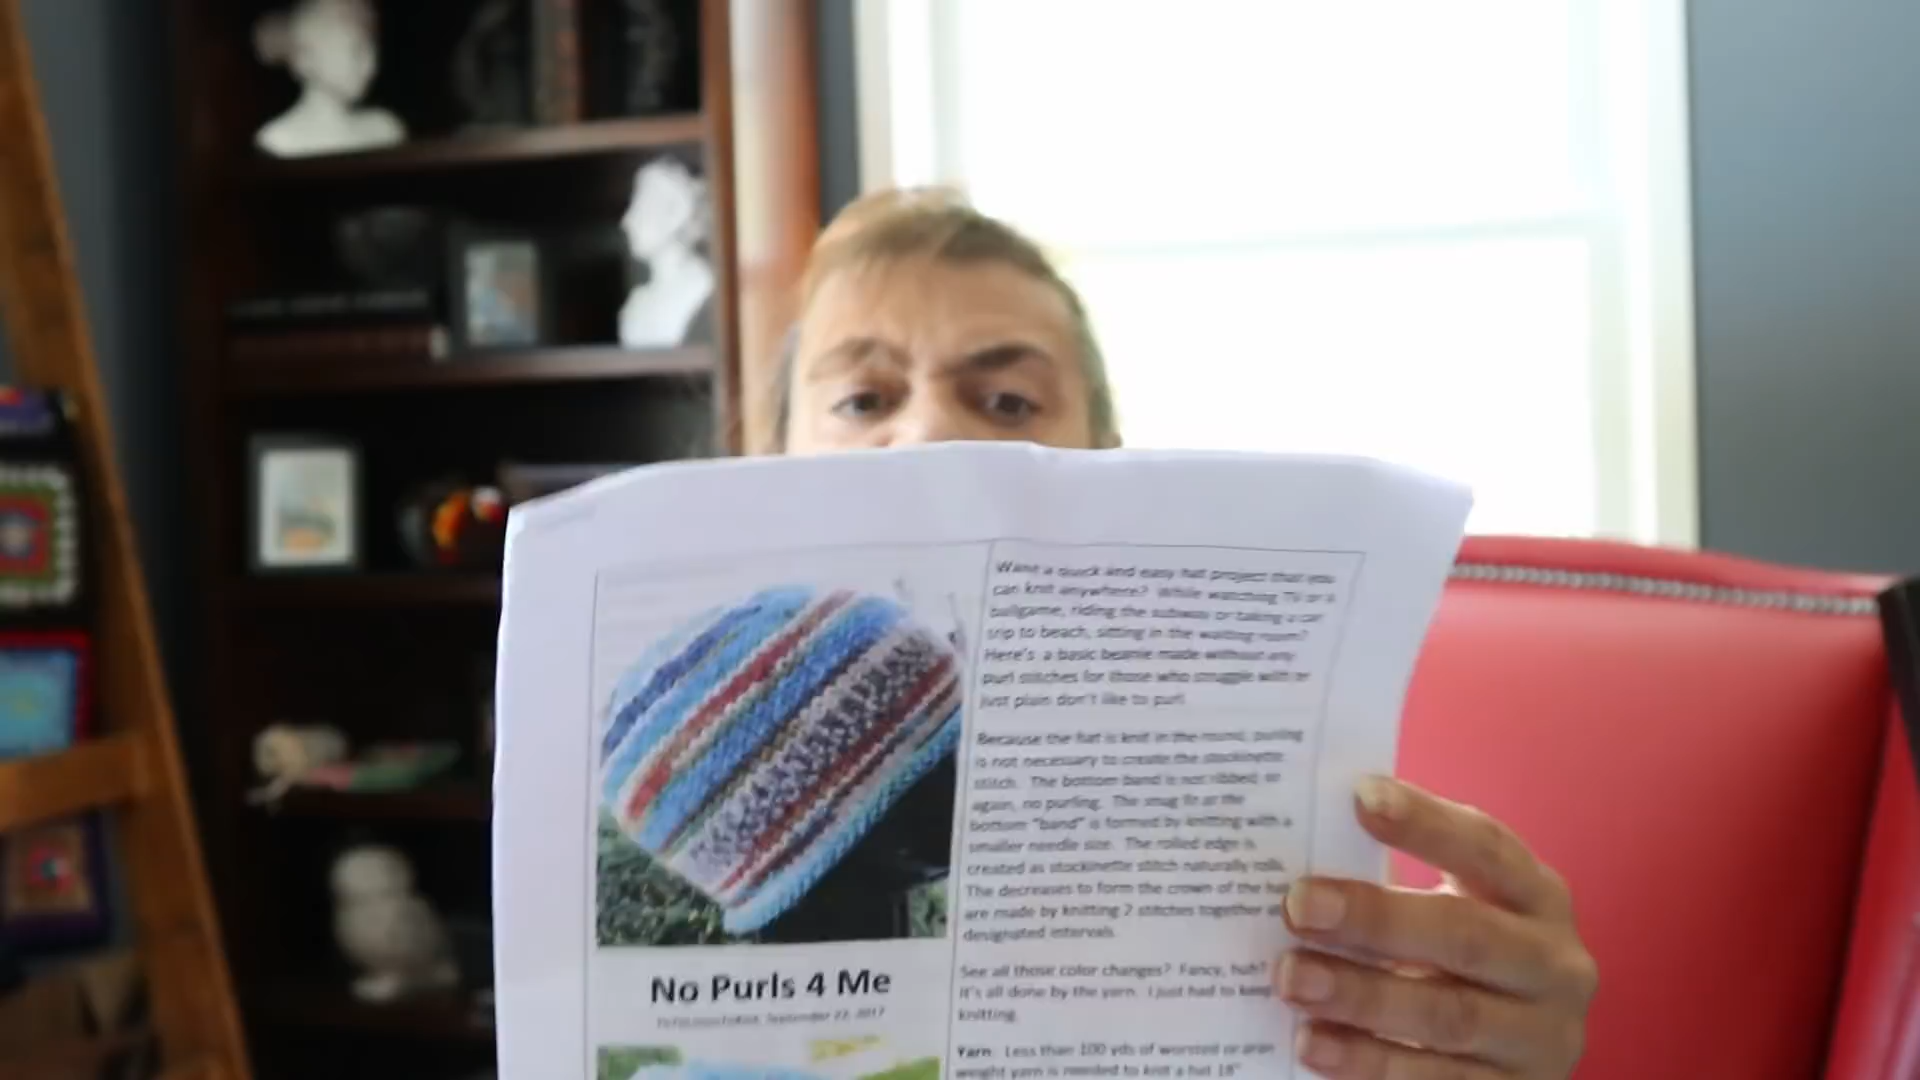 No Purls 4 Me
September 22, 2017
Want a quick and easy hat project that you
can knit anywhere? While watching TV or a
ballgame, riding the subway or taking a car
trip to beach, sitting in the waiting room?
Here's a basic beanie made without any
purl stitches for those who struggle with or
just plain don't like to purl.
Because the hat is knit in the round, purling
is not necessary to create the stockinette
stitch. The bottom band is not ribbed, so
again, no purling. The snug fit at the
bottom "band" is formed by knitting with a
smaller needle size. The rolled edge is
created as stockinette stitch naturally rolls.
The decreases to form the crown of the hat
are made by knitting 2 stitches together at
designated intervals.
See all those color changes? Fancy, huh?
It's all done by the yarn. I just had to keep
knitting.
Yarn: Less than 100 yds of worsted or aran
weight yarn is needed to knit a hat 18"